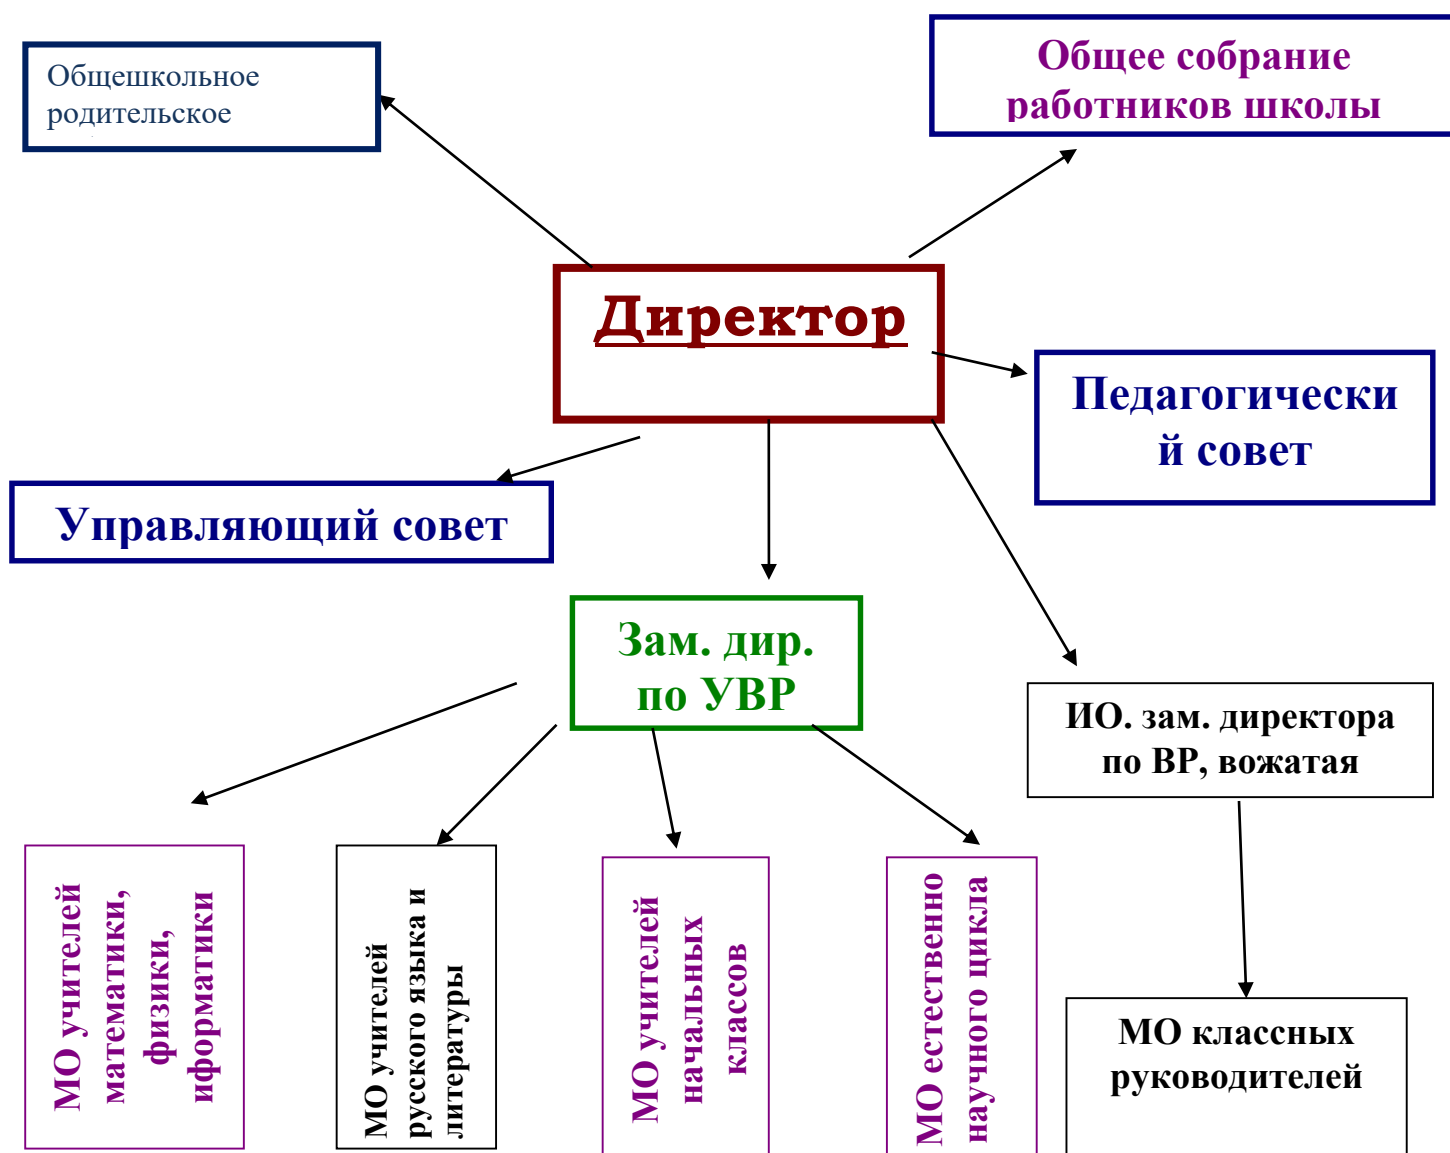 Общешкольное
родительское
Общее собрание
работников школы
Директор
Педагогически
й совет
Управляющий совет
Зам. дир.
по УВР
ИО. зам. директора
по ВР, вожатая
МО учителей
математики,
физики,
иформатики
МО учителей
русского языка и
литературы
МО учителей
начальных
классов
МО естественно
научного цикла
МО классных
руководителей